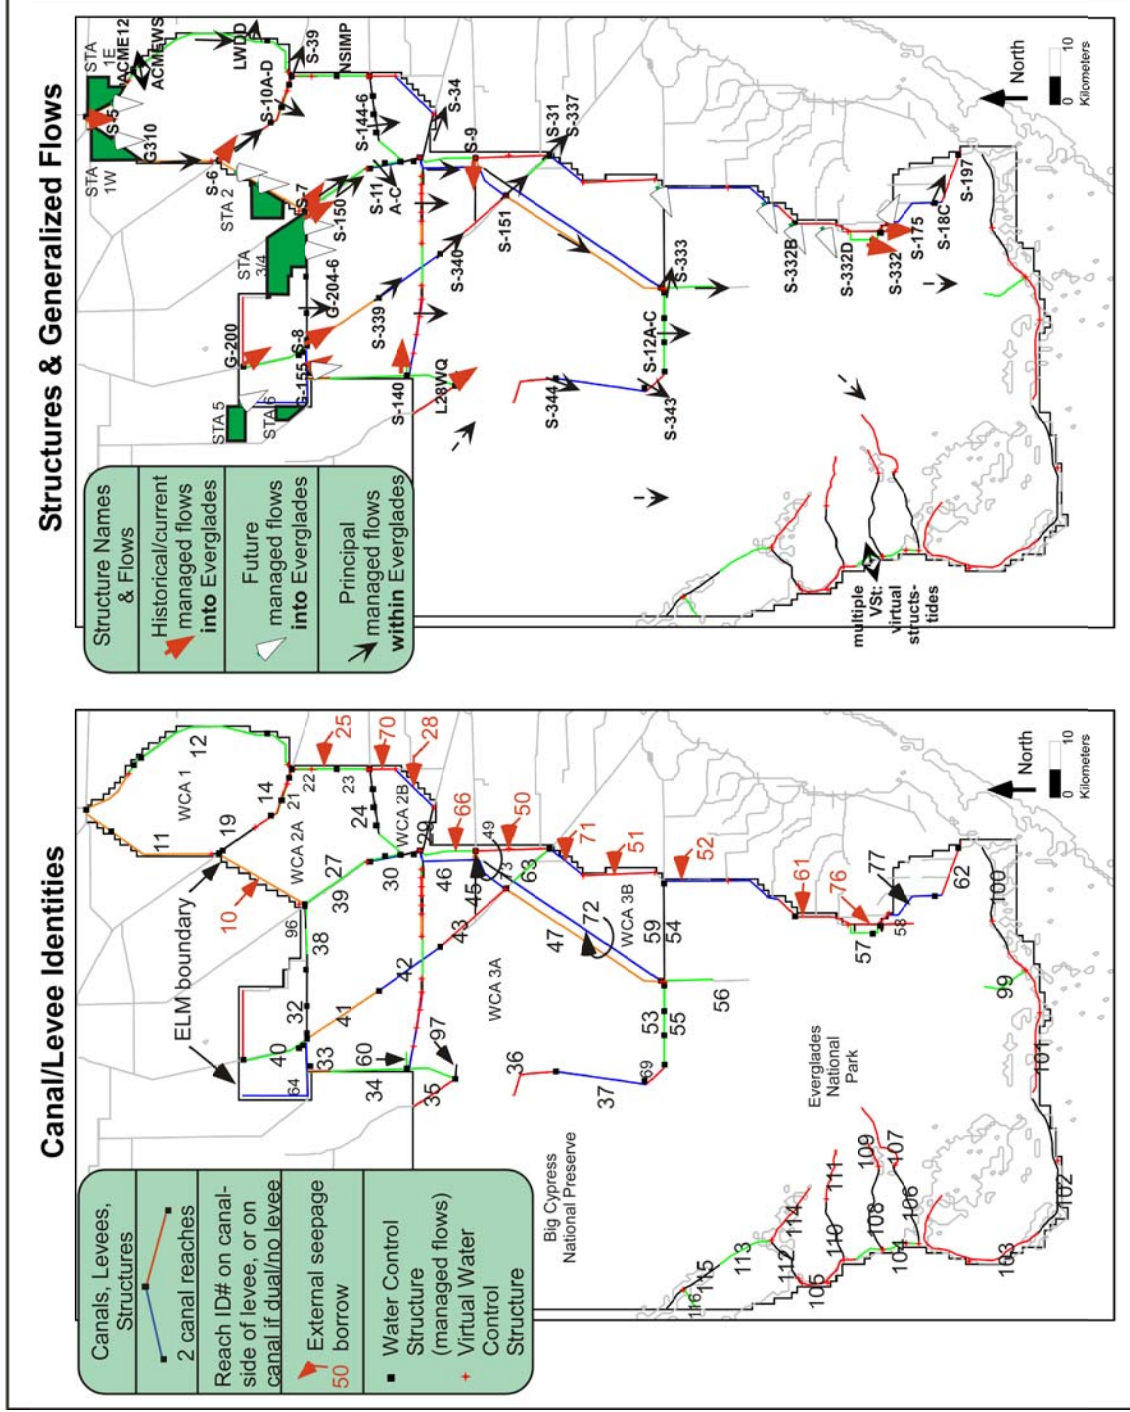 Canal/Levee Identities
Canals, Levees,
Structures
2 canal reaches
Reach ID# on canal-
side of levee, or on
canal if dual/no levee
External seepage
50 borrow
Water Control
Structure
(managed flows)
Virtual Water
Control
Structure
ELM boundary
WCA 1
WCA 2A
WCA 2B
WCA 3A
WCA 3B
Big Cypress
National Preserve
Everglades
National
Park
12
11
19
14
21
22
25
23
70
28
24
10
27
39
30
29
96
38
32
40
33
64
41
42
43
46
45
66
49
50
63
71
51
52
47
72
59
54
34
60
35
97
36
37
69
53
55
56
61
76
77
57
58
62
100
99
101
102
103
104
105
106
107
108
109
110
111
112
113
114
115
116
North
0 10
Kilometers
Structures & Generalized Flows
Structure Names
& Flows
Historical/current
managed flows
into Everglades
Future
managed flows
into Everglades
Principal
managed flows
within Everglades
STA
1E
ACME12
ACMEWS
STA
1W
S-5
G310
LWDD
S-39
NSIMP
S-10A-D
S-6
STA 2
S-7
S-150
S-144-6
S-34
S-11
A-C
S-9
S-31
S-337
STA
3/4
G-204-6
G-200
S-8
G-155
STA 5
STA 6
S-339
S-340
S-151
S-140
L28WQ
S-344
S-343
S-12A-C
S-333
S-332B
S-332D
S-332
S-175
S-18C
S-197
multiple
VSt:
virtual
structs-
tides
North
0 10
Kilometers